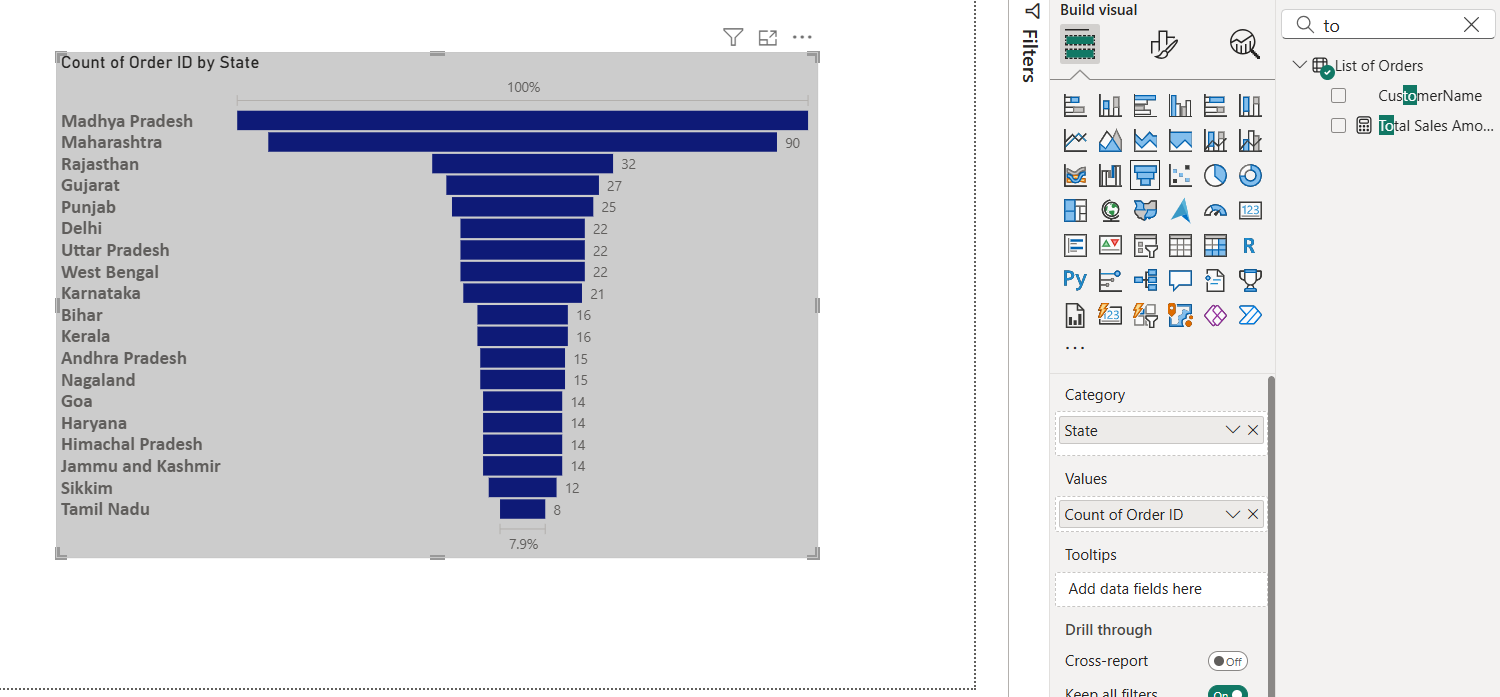 Count of Order ID by State
100%
Madhya Pradesh
Maharashtra 90
Rajasthan 32
Gujarat 27
Punjab 25
Delhi 22
Uttar Pradesh 22
West Bengal 22
Karnataka 21
Bihar 16
Kerala 16
Andhra Pradesh 15
Nagaland 15
Goa 14
Haryana 14
Himachal Pradesh 14
Jammu and Kashmir 14
Sikkim 12
Tamil Nadu 8
7.9%
Filters
Build visual
123
R
Py
123
...
Category
State
Values
Count of Order ID
Tooltips
Add data fields here
Drill through
Cross-report Off
Keep all filters On
to
List of Orders
CustomerName
Total Sales Amo...